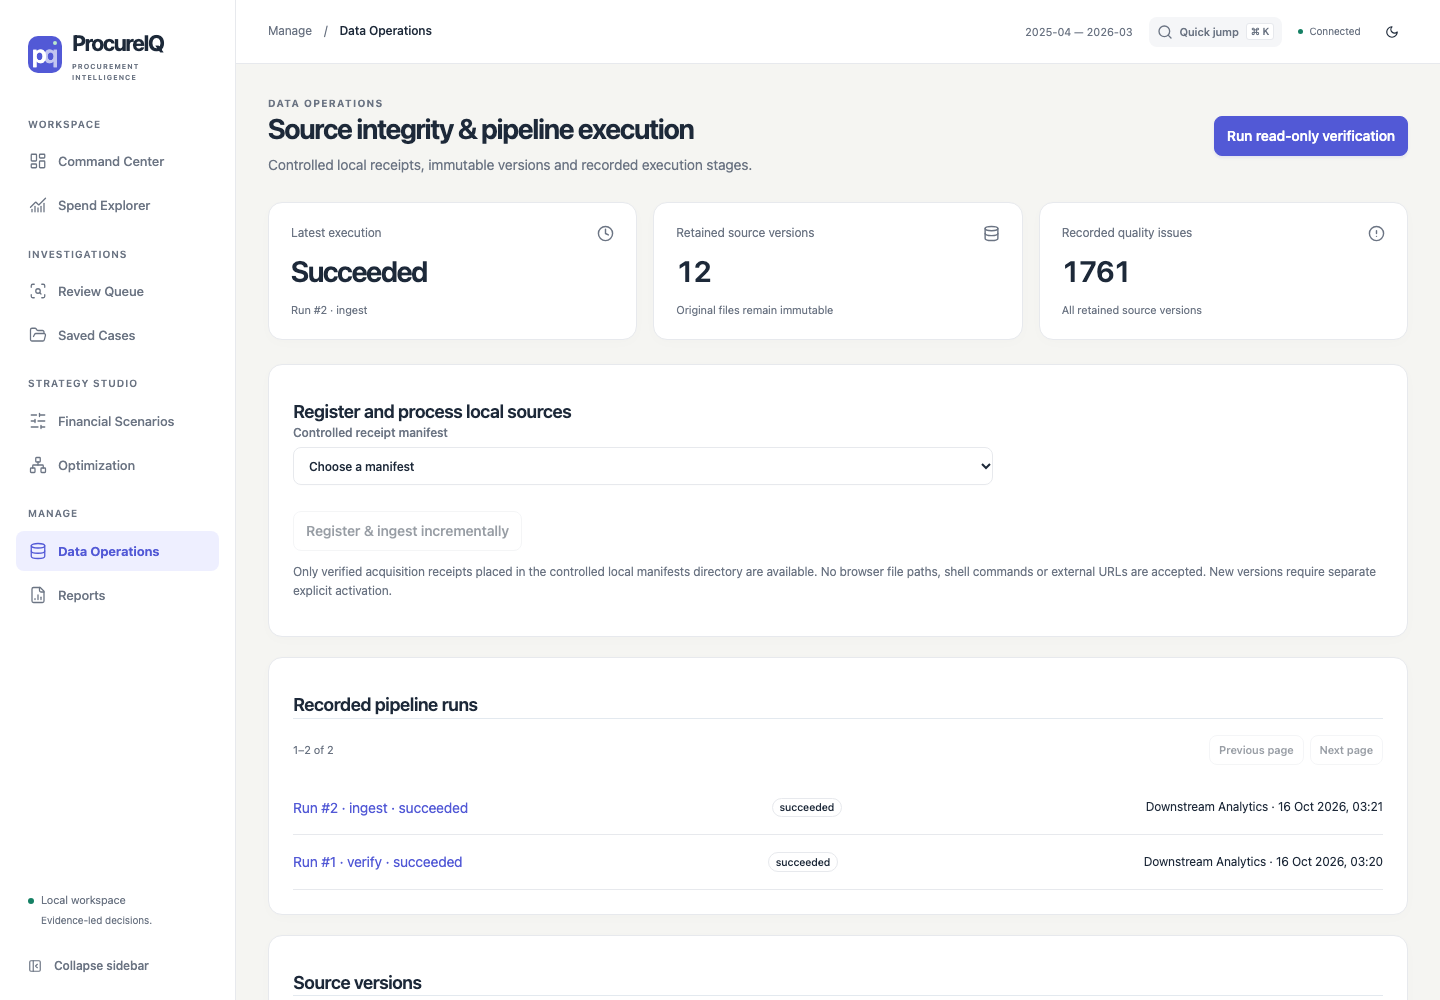 pq
ProcureIQ
PROCUREMENT
INTELLIGENCE
WORKSPACE
Command Center
Spend Explorer
INVESTIGATIONS
Review Queue
Saved Cases
STRATEGY STUDIO
Financial Scenarios
Optimization
MANAGE
Data Operations
Reports
Local workspace
Evidence-led decisions.
Collapse sidebar
Manage / Data Operations
2025-04 — 2026-03
Quick jump ⌘ K
Connected
DATA OPERATIONS
Source integrity & pipeline execution
Controlled local receipts, immutable versions and recorded execution stages.
Run read-only verification
Latest execution
Succeeded
Run #2 · ingest
Retained source versions
12
Original files remain immutable
Recorded quality issues
1761
All retained source versions
Register and process local sources
Controlled receipt manifest
Choose a manifest
Register & ingest incrementally
Only verified acquisition receipts placed in the controlled local manifests directory are available. No browser file paths, shell commands or external URLs are accepted. New versions require separate
explicit activation.
Recorded pipeline runs
1–2 of 2
Previous page
Next page
Run #2 · ingest · succeeded
succeeded
Downstream Analytics · 16 Oct 2026, 03:21
Run #1 · verify · succeeded
succeeded
Downstream Analytics · 16 Oct 2026, 03:20
Source versions